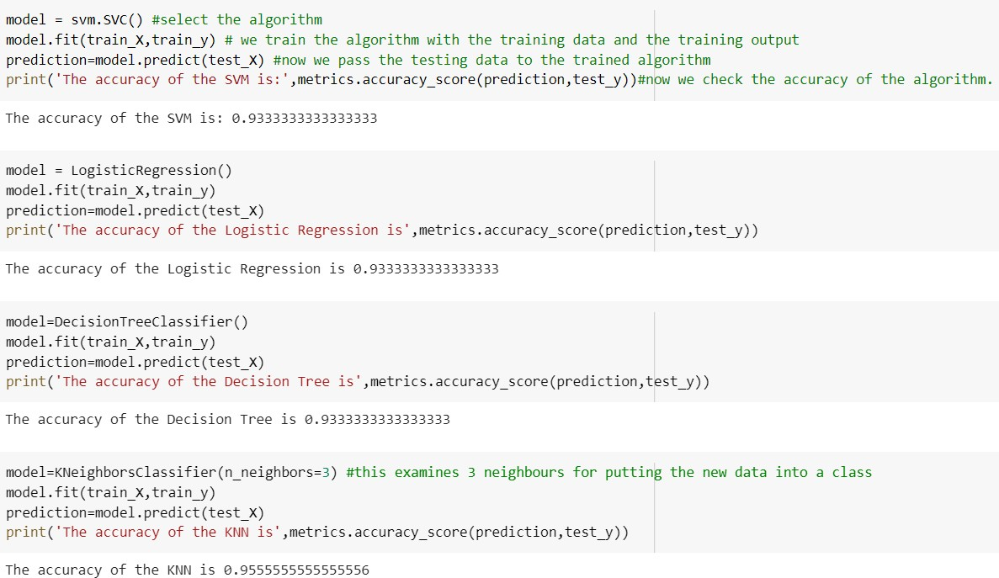 model = svm.SVC() #select the algorithm
model.fit(train_X,train_y) # we train the algorithm with the training data and the training output
prediction=model.predict(test_X) #now we pass the testing data to the trained algorithm
print('The accuracy of the SVM is:',metrics.accuracy_score(prediction,test_y))#now we check the accuracy of the algorithm.
The accuracy of the SVM is: 0.9333333333333333
model = LogisticRegression()
model.fit(train_X,train_y)
prediction=model.predict(test_X)
print('The accuracy of the Logistic Regression is',metrics.accuracy_score(prediction,test_y))
The accuracy of the Logistic Regression is 0.9333333333333333
model=DecisionTreeClassifier()
model.fit(train_X,train_y)
prediction=model.predict(test_X)
print('The accuracy of the Decision Tree is',metrics.accuracy_score(prediction,test_y))
The accuracy of the Decision Tree is 0.9333333333333333
model=KNeighborsClassifier(n_neighbors=3) #this examines 3 neighbours for putting the new data into a class
model.fit(train_X,train_y)
prediction=model.predict(test_X)
print('The accuracy of the KNN is',metrics.accuracy_score(prediction,test_y))
The accuracy of the KNN is 0.9555555555555556